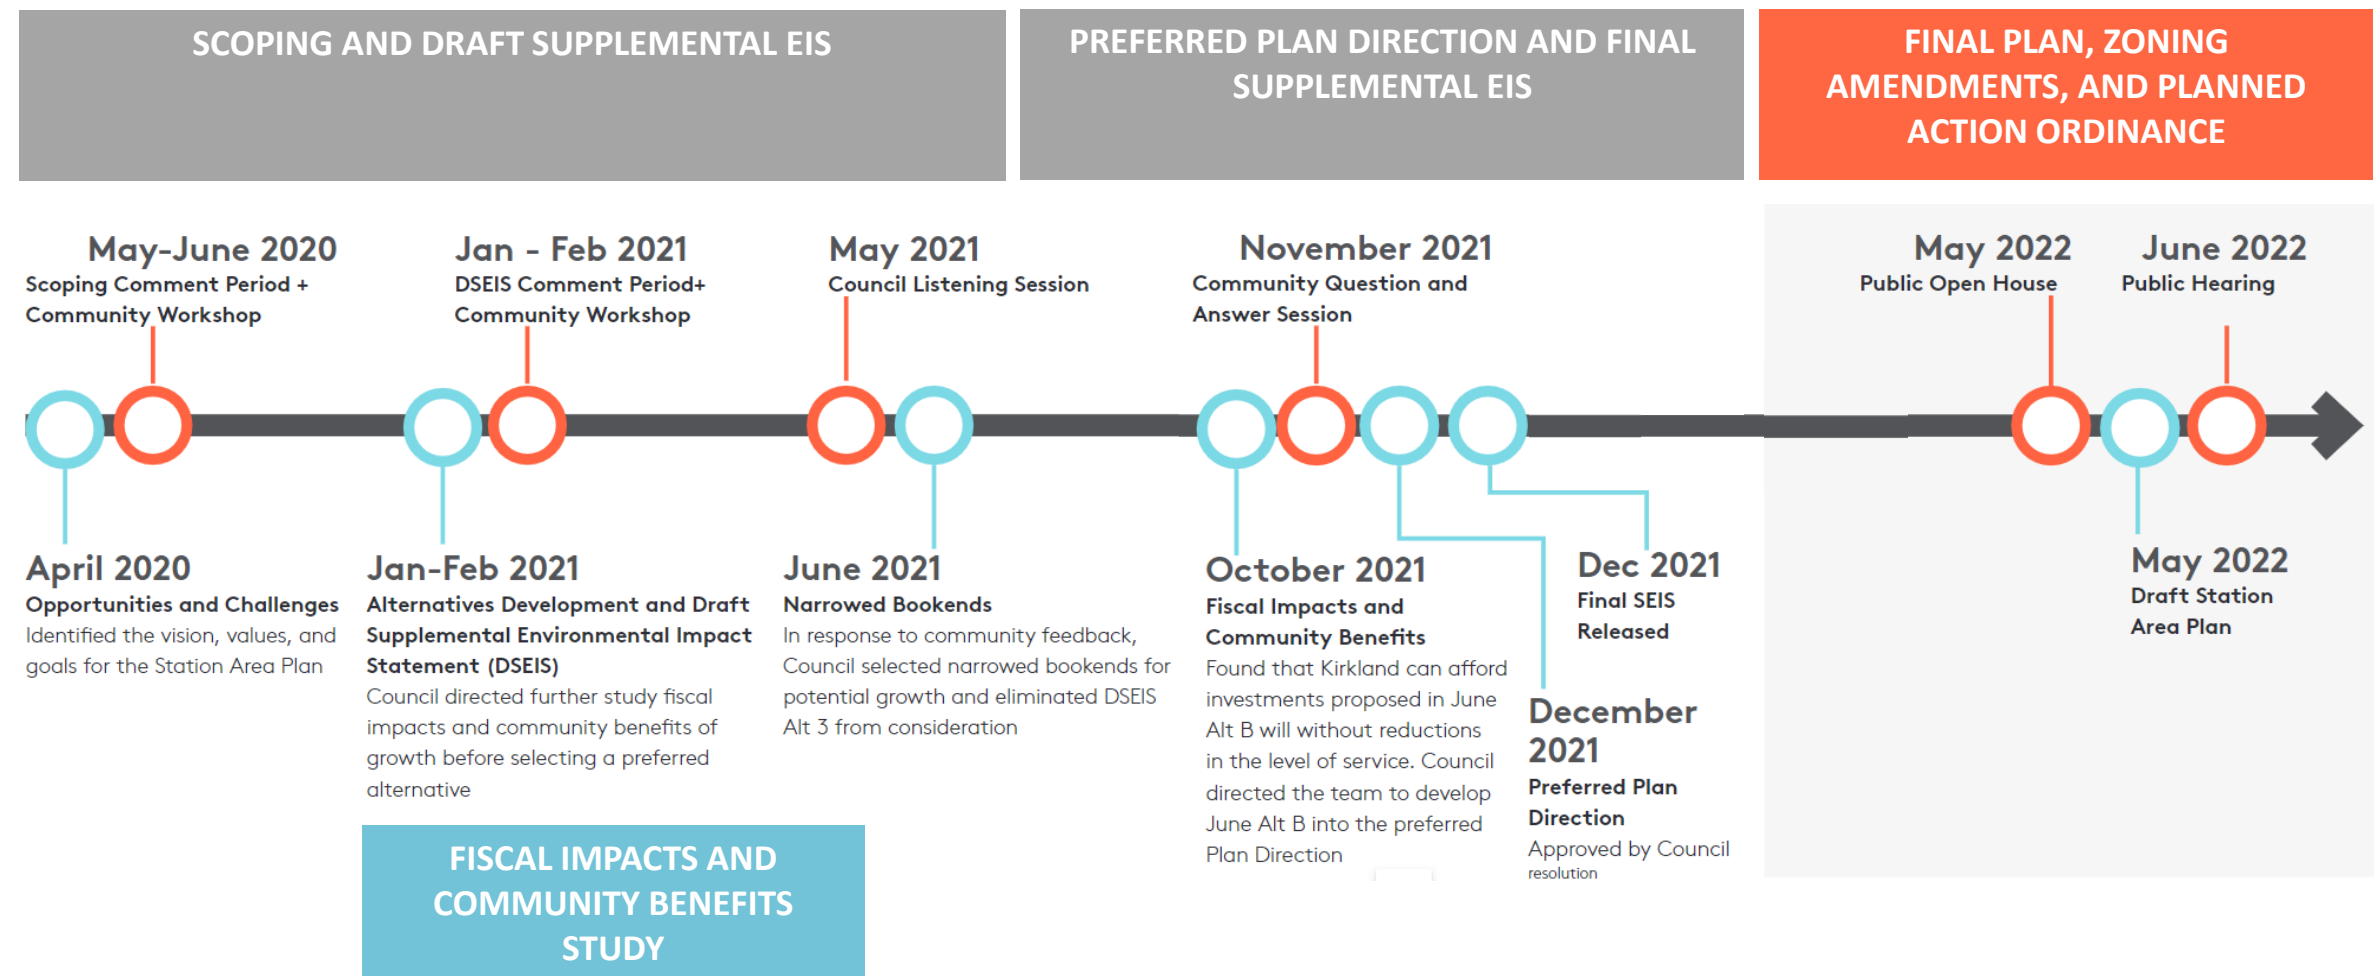 SCOPING AND DRAFT SUPPLEMENTAL EIS
PREFERRED PLAN DIRECTION AND FINAL
SUPPLEMENTAL EIS
FINAL PLAN, ZONING
AMENDMENTS, AND PLANNED
ACTION ORDINANCE
May-June 2020
Scoping Comment Period +
Community Workshop
Jan - Feb 2021
DSEIS Comment Period+
Community Workshop
May 2021
Council Listening Session
November 2021
Community Question and
Answer Session
May 2022
Public Open House
June 2022
Public Hearing
April 2020
Opportunities and Challenges
Identified the vision, values, and
goals for the Station Area Plan
Jan-Feb 2021
Alternatives Development and Draft
Supplemental Environmental Impact
Statement (DSEIS)
Council directed further study fiscal
impacts and community benefits of
growth before selecting a preferred
alternative
June 2021
Narrowed Bookends
In response to community feedback,
Council selected narrowed bookends for
potential growth and eliminated DSEIS
Alt 3 from consideration
October 2021
Fiscal Impacts and
Community Benefits
Found that Kirkland can afford
investments proposed in June
Alt B will without reductions
in the level of service. Council
directed the team to develop
June Alt B into the preferred
Plan Direction
Dec 2021
Final SEIS
Released
December
2021
Preferred Plan
Direction
Approved by Council
resolution
May 2022
Draft Station
Area Plan
FISCAL IMPACTS AND
COMMUNITY BENEFITS
STUDY